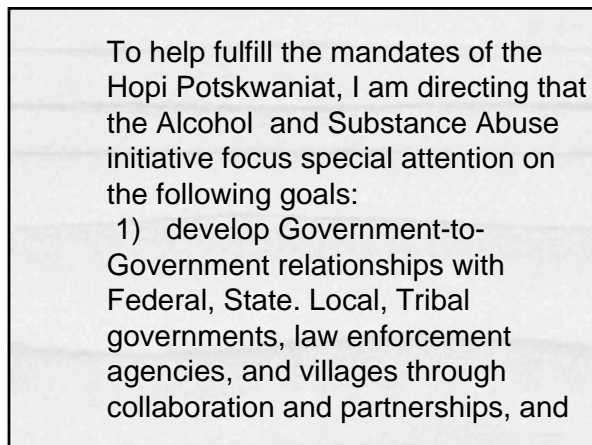 To help fulfill the mandates of the
Hopi Potskwaniat, I am directing that
the Alcohol  and Substance Abuse
initiative focus special attention on
the following goals:
1)   develop Government-to-
Government relationships with
Federal, State. Local, Tribal
governments, law enforcement
agencies, and villages through
collaboration and partnerships, and